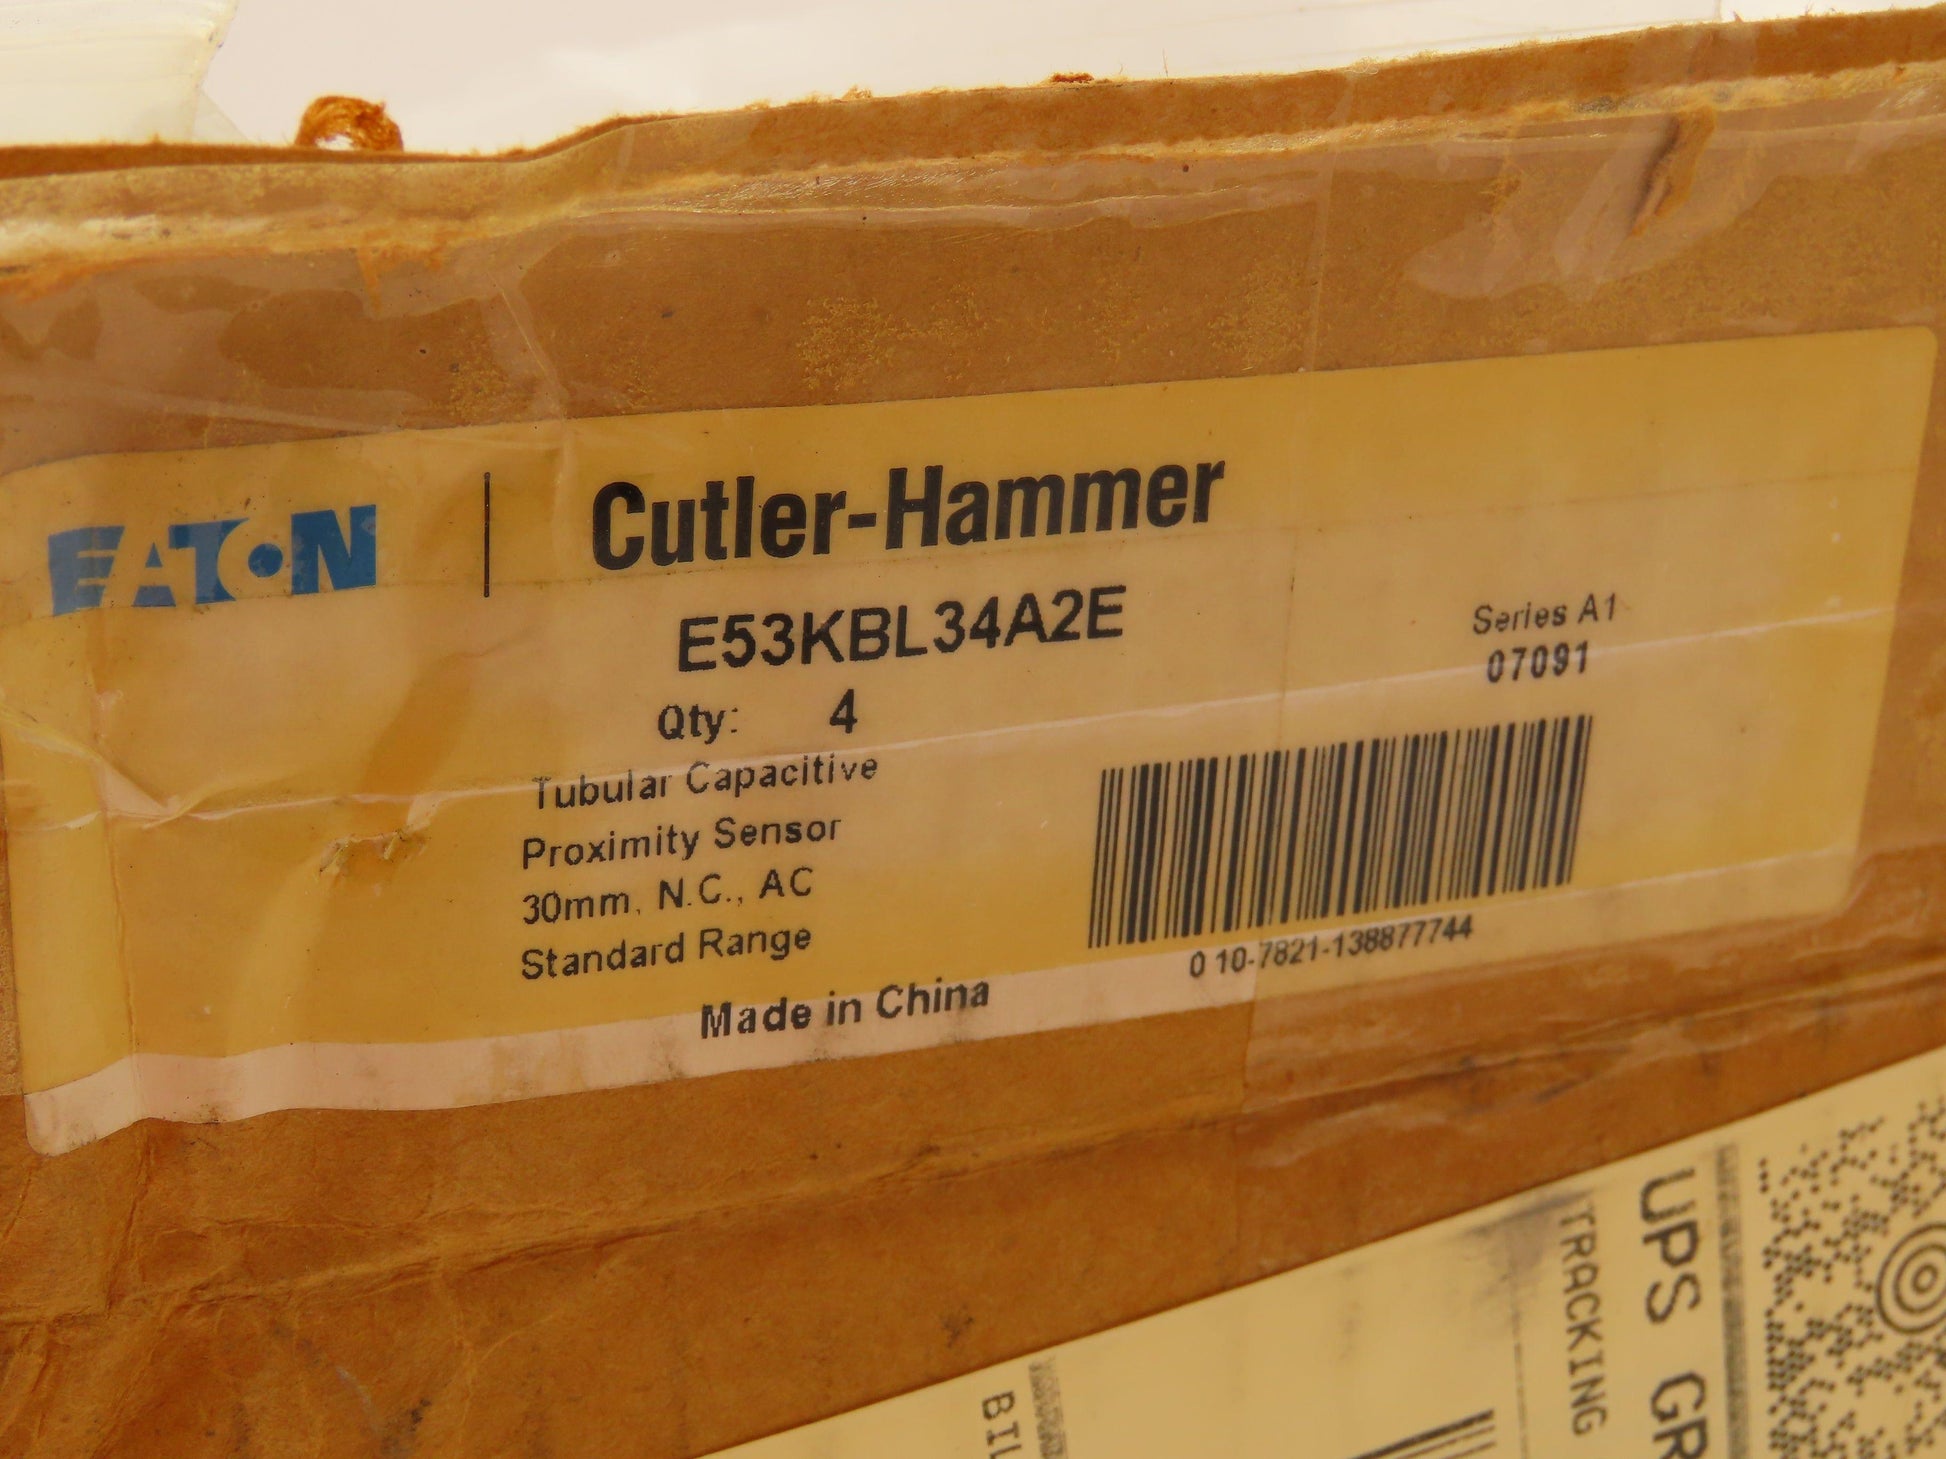 EATON
Cutler-Hammer
E53KBL34A2E
Series A1
07091
Qty: 4
Tubular Capacitive
Proximity Sensor
30mm, N.C., AC
Standard Range
0 10-7821-138877744
Made in China
UPS GR
TRACKING
BIL